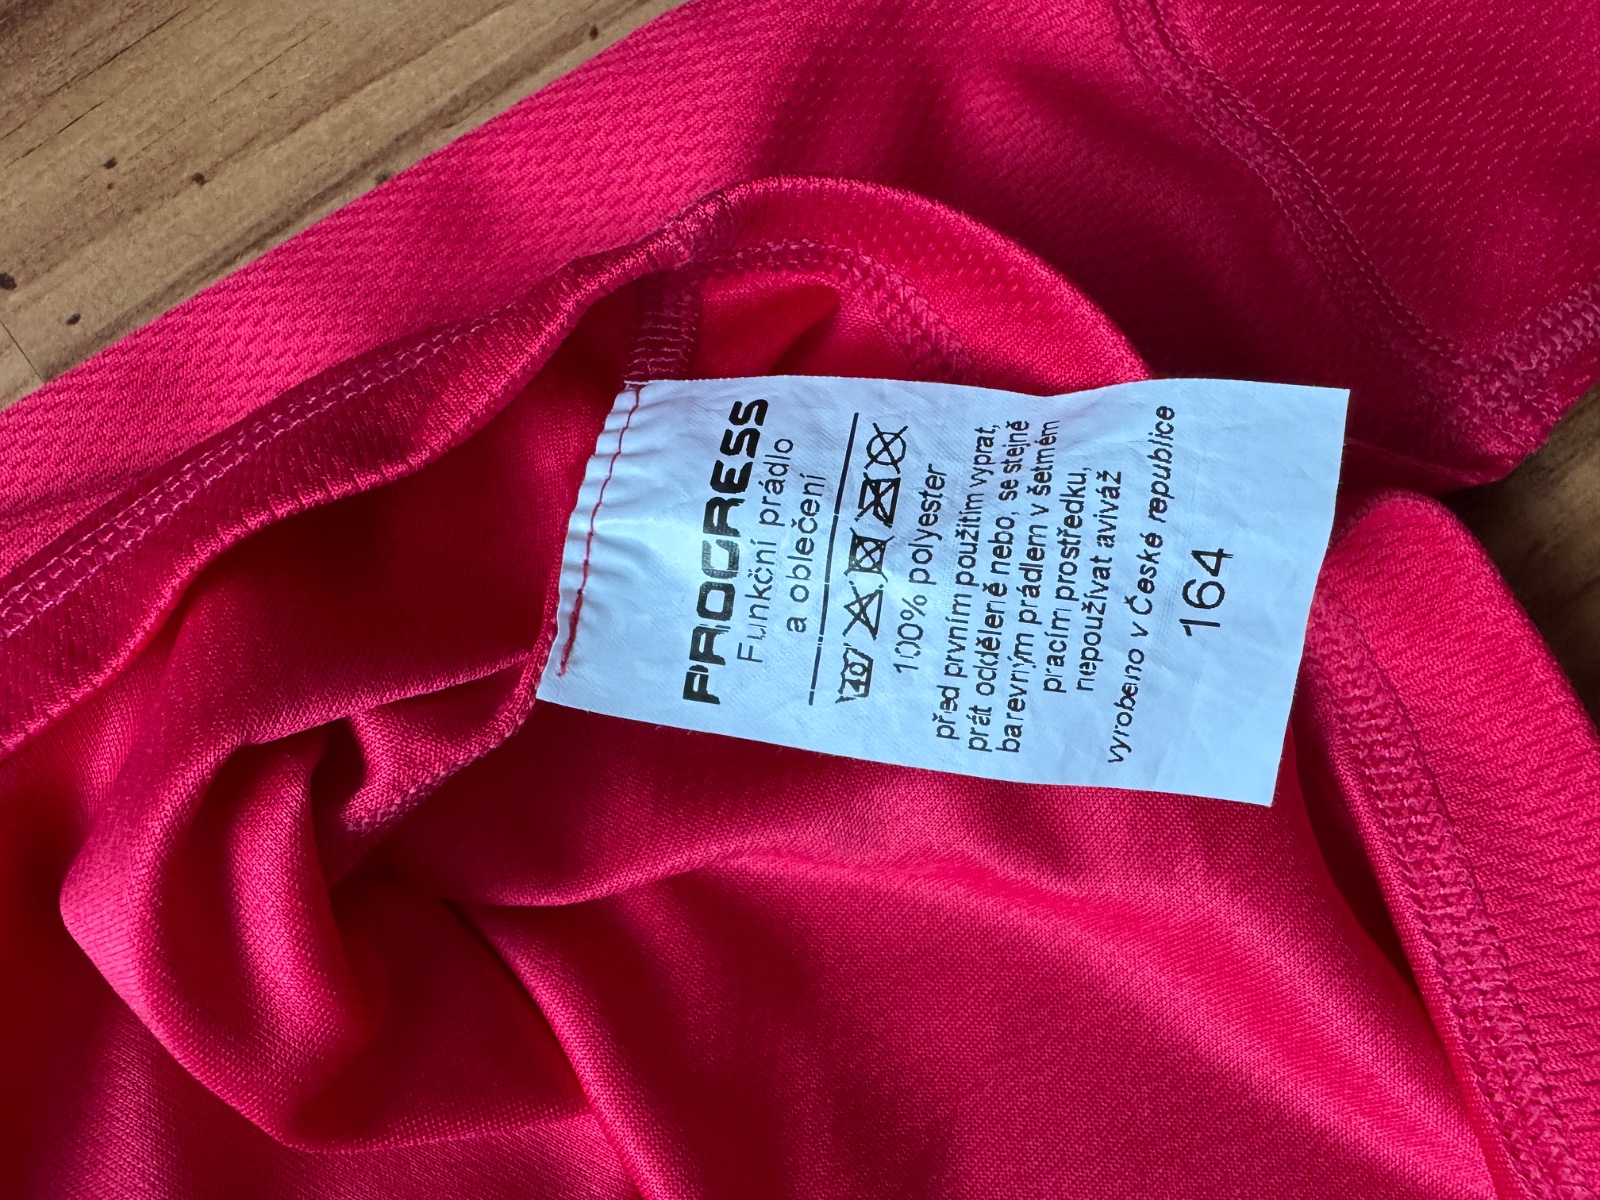 PROGRESS
Funkční prádlo
a oblečení
40
100% polyester
před prvním použitím vyprat,
prát odděleně nebo, se stejně
barevným prádlem v šetrném
pracím prostředku,
nepoužívat aviváž
vyrobeno v České republice
164